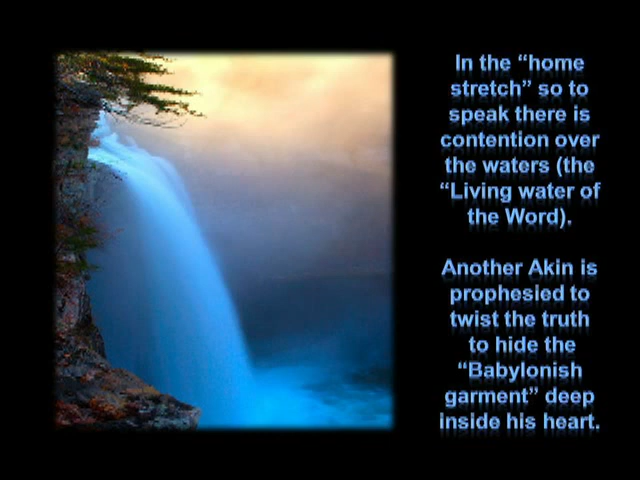 In the “home
stretch” so to
speak there is
contention over
the waters (the
“Living water of
the Word).
Another Akin is
prophesied to
twist the truth
to hide the
“Babylonish
garment” deep
inside his heart.